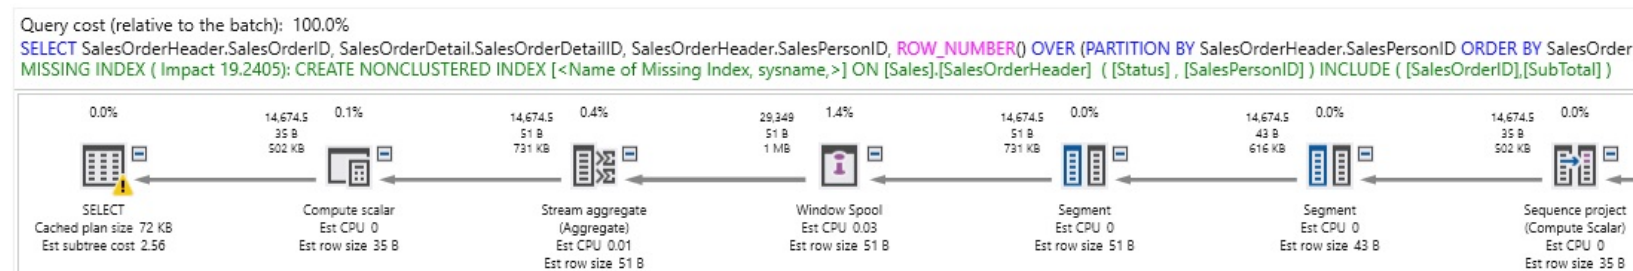 Query cost (relative to the batch): 100.0%
SELECT SalesOrderHeader.SalesOrderID, SalesOrderDetail.SalesOrderDetailID, SalesOrderHeader.SalesPersonID, ROW_NUMBER() OVER (PARTITION BY SalesOrderHeader.SalesPersonID ORDER BY SalesOrder
MISSING INDEX ( Impact 19.2405): CREATE NONCLUSTERED INDEX [<Name of Missing Index, sysname,>] ON [Sales].[SalesOrderHeader] ( [Status] , [SalesPersonID] ) INCLUDE ( [SalesOrderID],[SubTotal] )
0.0%
SELECT
Cached plan size 72 KB
Est subtree cost 2.56
14,674.5
35 B
502 KB
0.1%
Compute scalar
Est CPU 0
Est row size 35 B
14,674.5
51 B
731 KB
0.4%
Stream aggregate
(Aggregate)
Est CPU 0.01
Est row size 51 B
29,349
51 B
1 MB
1.4%
Window Spool
Est CPU 0.03
Est row size 51 B
14,674.5
51 B
731 KB
0.0%
Segment
Est CPU 0
Est row size 51 B
14,674.5
43 B
616 KB
0.0%
Segment
Est CPU 0
Est row size 43 B
14,674.5
35 B
502 KB
0.0%
Sequence project
(Compute Scalar)
Est CPU 0
Est row size 35 B